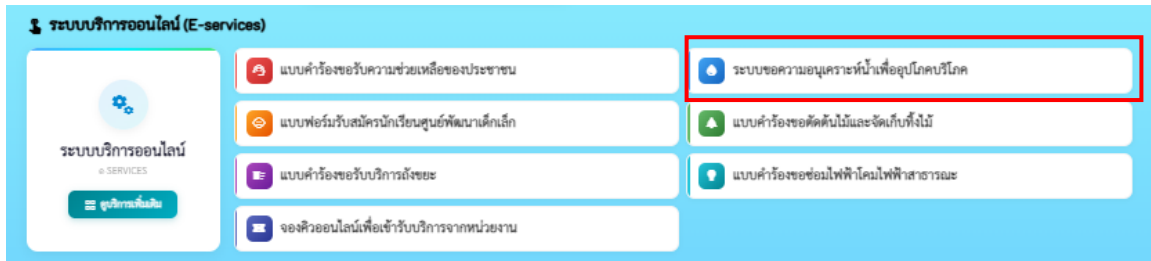 ระบบบริการออนไลน์ (E-services)
แบบคำร้องขอรับความช่วยเหลือของประชาชน
ระบบขอความอนุเคราะห์น้ำเพื่ออุปโภคบริโภค
แบบฟอร์มรับสมัครนักเรียนศูนย์พัฒนาเด็กเล็ก
แบบคำร้องขอตัดต้นไม้และจัดเก็บกิ่งไม้
ระบบบริการออนไลน์
e SERVICES
แบบคำร้องขอรับบริการถังขยะ
แบบคำร้องขอซ่อมไฟฟ้าโคมไฟฟ้าสาธารณะ
ดูบริการเพิ่มเติม
จองคิวออนไลน์เพื่อเข้ารับบริการจากหน่วยงาน